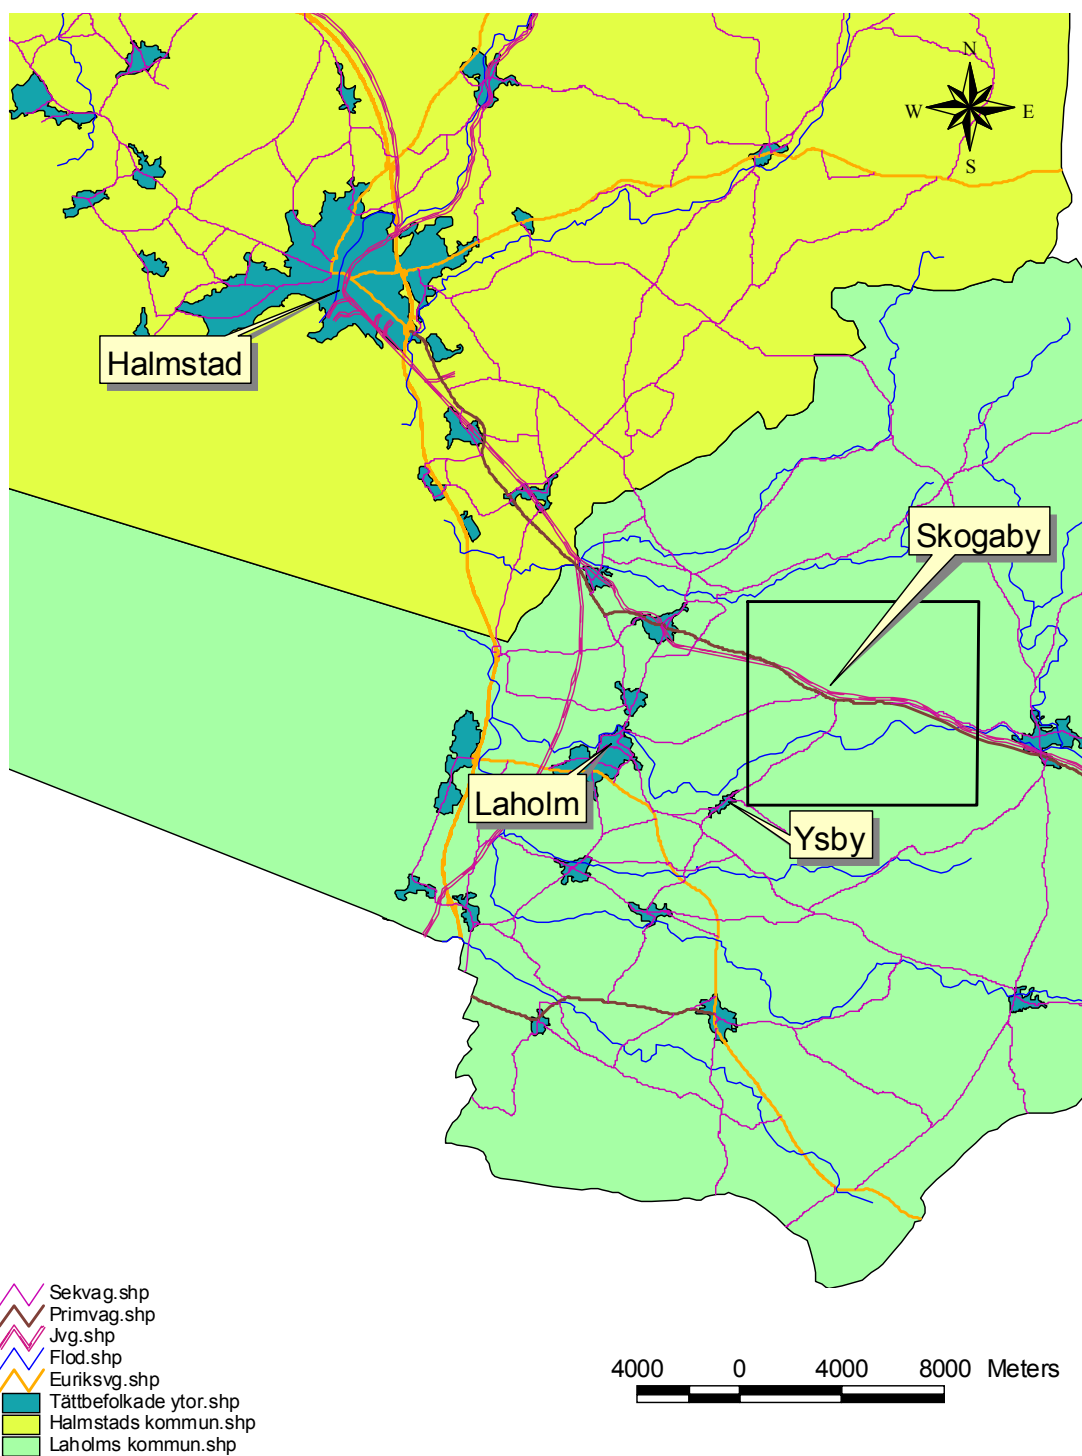 N
W E
S
Halmstad
Skogaby
Laholm
Ysby
Sekvag.shp
Primvag.shp
Jvg.shp
Flod.shp
Euriksvg.shp
Tättbefolkade ytor.shp
Halmstads kommun.shp
Laholms kommun.shp
4000 0 4000 8000 Meters